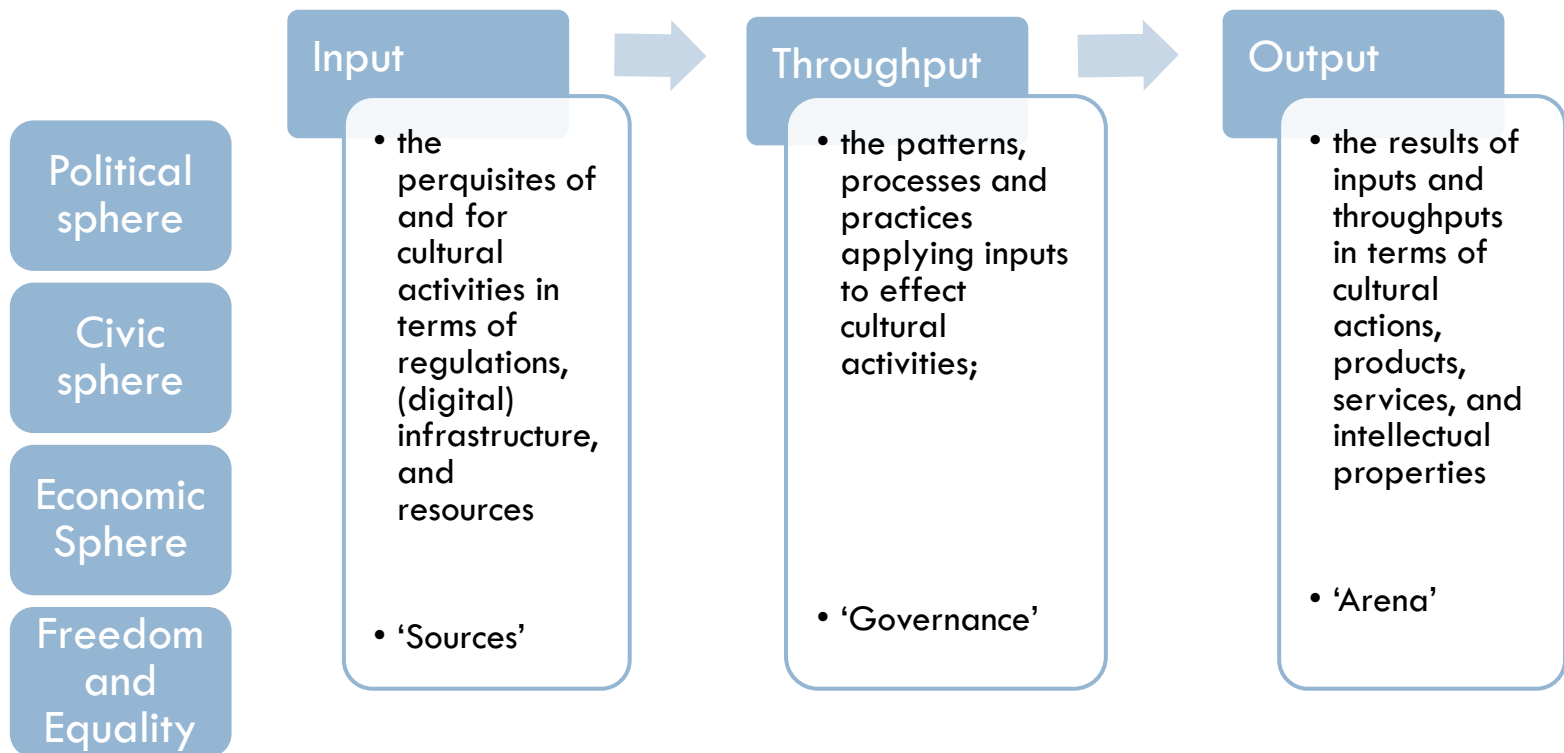 Political
sphere
Civic
sphere
Economic
Sphere
Freedom
and
Equality
Input
• the
perquisites of
and for
cultural
activities in
terms of
regulations,
(digital)
infrastructure,
and
resources
• ‘Sources’
Throughput
• the patterns,
processes and
practices
applying inputs
to effect
cultural
activities;
• ‘Governance’
Output
• the results of
inputs and
throughputs
in terms of
cultural
actions,
products,
services, and
intellectual
properties
• ‘Arena’